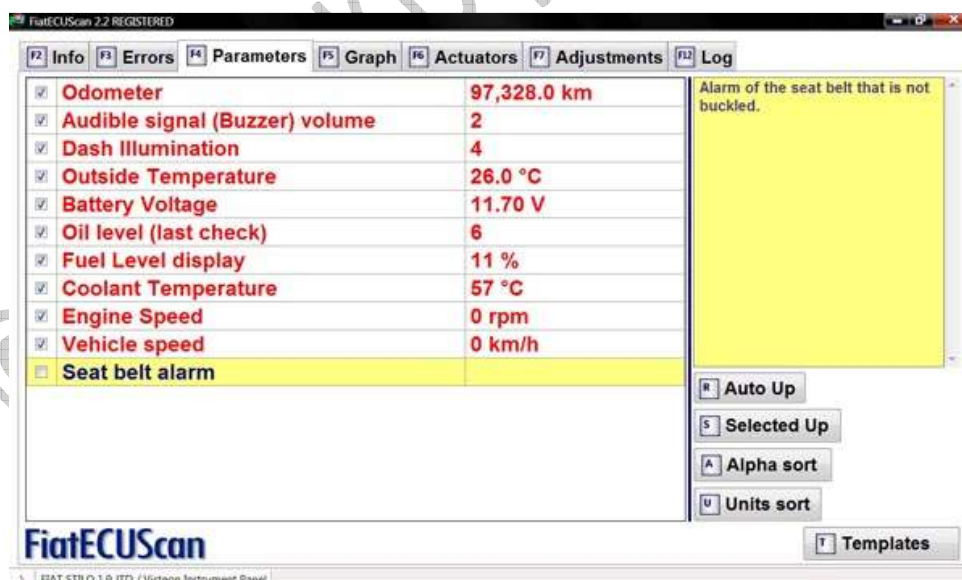 FiatECUScan 2.2 REGISTERED
F2 Info F3 Errors F4 Parameters F5 Graph F6 Actuators F7 Adjustments F12 Log
Odometer 97,328.0 km
Audible signal (Buzzer) volume 2
Dash Illumination 4
Outside Temperature 26.0 °C
Battery Voltage 11.70 V
Oil level (last check) 6
Fuel Level display 11 %
Coolant Temperature 57 °C
Engine Speed 0 rpm
Vehicle speed 0 km/h
Seat belt alarm
Alarm of the seat belt that is not
buckled.
R Auto Up
S Selected Up
A Alpha sort
U Units sort
T Templates
FiatECUScan
FIAT STILO 1.9 JTD / Visteon Instrument Panel